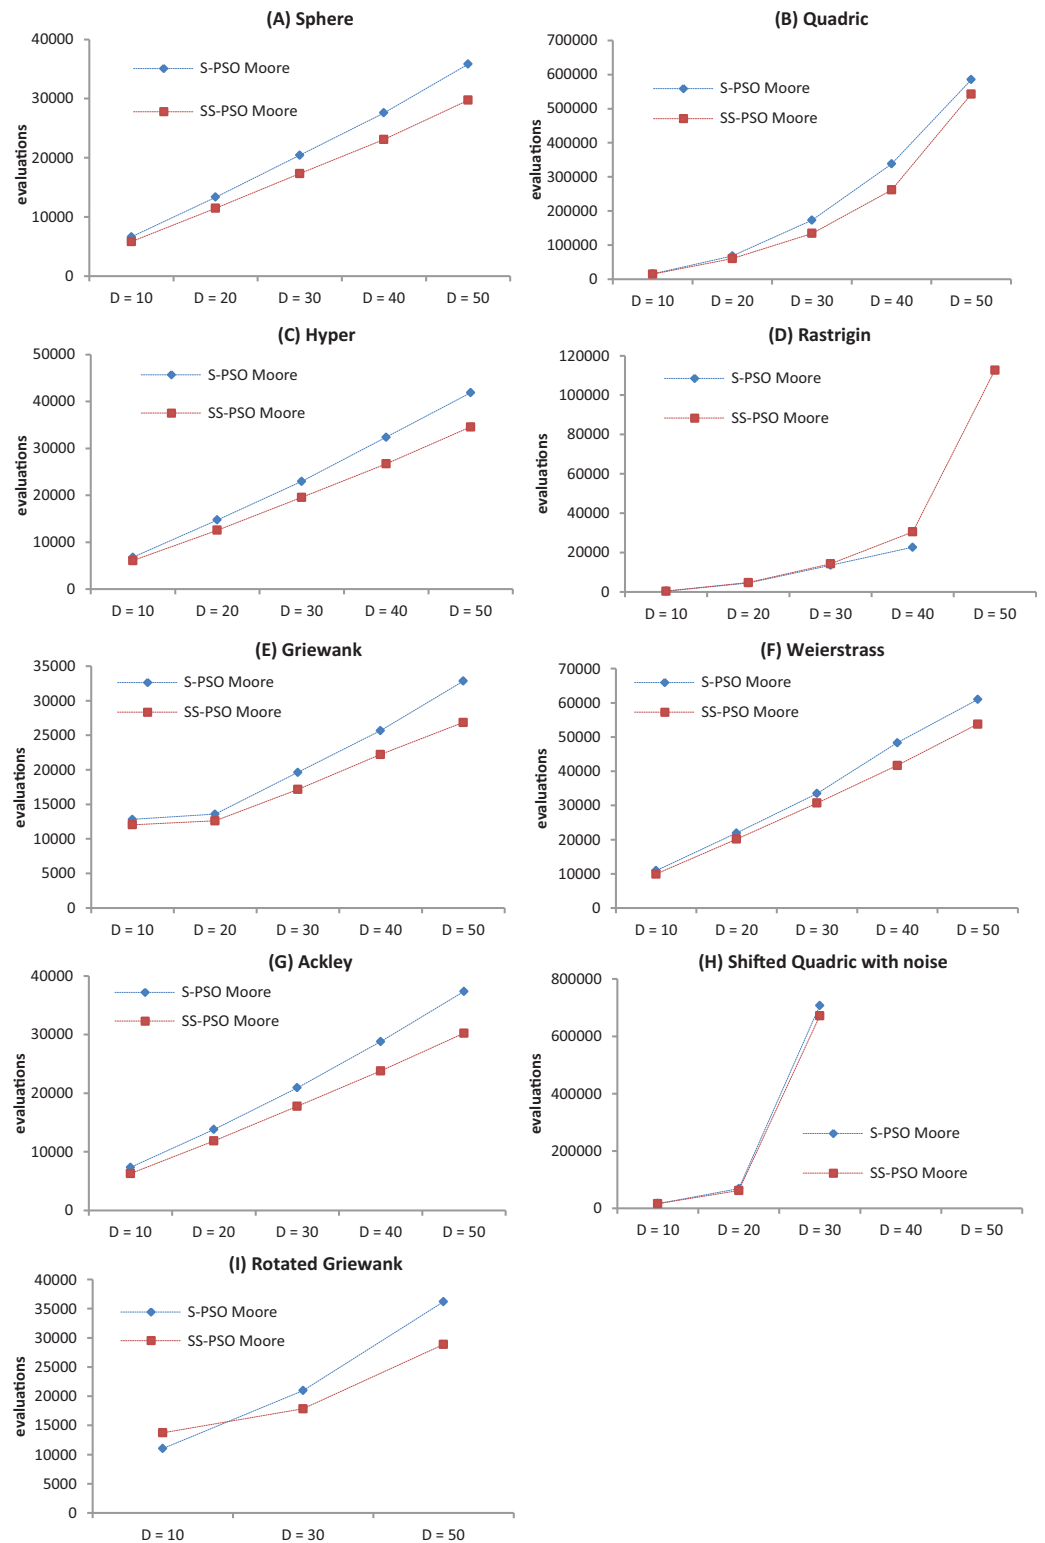 (A) Sphere
40000
30000
20000
10000
0
evaluations
S-PSO Moore
SS-PSO Moore
D = 10 D = 20 D = 30 D = 40 D = 50
(B) Quadric
700000
600000
500000
400000
300000
200000
100000
0
evaluations
S-PSO Moore
SS-PSO Moore
D = 10 D = 20 D = 30 D = 40 D = 50
(C) Hyper
50000
40000
30000
20000
10000
0
evaluations
S-PSO Moore
SS-PSO Moore
D = 10 D = 20 D = 30 D = 40 D = 50
(D) Rastrigin
120000
100000
80000
60000
40000
20000
0
evaluations
S-PSO Moore
SS-PSO Moore
D = 10 D = 20 D = 30 D = 40 D = 50
(E) Griewank
35000
30000
25000
20000
15000
10000
5000
0
evaluations
S-PSO Moore
SS-PSO Moore
D = 10 D = 20 D = 30 D = 40 D = 50
(F) Weierstrass
70000
60000
50000
40000
30000
20000
10000
0
evaluations
S-PSO Moore
SS-PSO Moore
D = 10 D = 20 D = 30 D = 40 D = 50
(G) Ackley
40000
30000
20000
10000
0
evaluations
S-PSO Moore
SS-PSO Moore
D = 10 D = 20 D = 30 D = 40 D = 50
(H) Shifted Quadric with noise
800000
600000
400000
200000
0
evaluations
S-PSO Moore
SS-PSO Moore
D = 10 D = 20 D = 30 D = 40 D = 50
(I) Rotated Griewank
40000
35000
30000
25000
20000
15000
10000
5000
0
evaluations
S-PSO Moore
SS-PSO Moore
D = 10 D = 30 D = 50